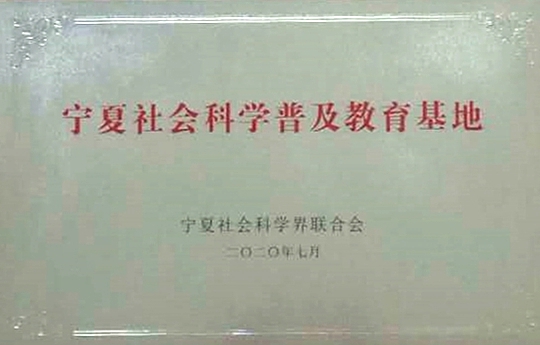 宁夏社会科学普及教育基地
宁夏社会科学界联合会
二〇二〇年七月